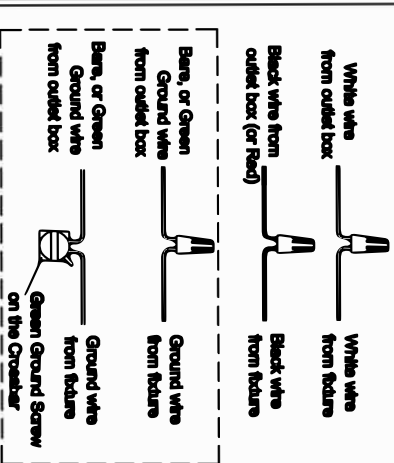 White wire
from outlet box
White wire
from fixture
Black wire from
outlet box (or Red)
Black wire
from fixture
Bare, or Green
Ground wire
from outlet box
Ground wire
from fixture
Bare, or Green
Ground wire
from outlet box
Ground wire
from fixture
Green Ground Screw
on the Crossbar